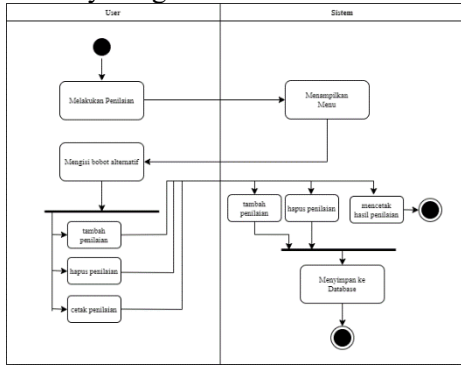 User
Sistem
Melakukan Penilaian
Menampilkan
Menu
Mengisi bobot alternatif
tambah
penilaian
hapus penilaian
cetak penilaian
tambah
penilaian
hapus penilaian
mencetak
hasil penilaian
Menyimpan ke
Database